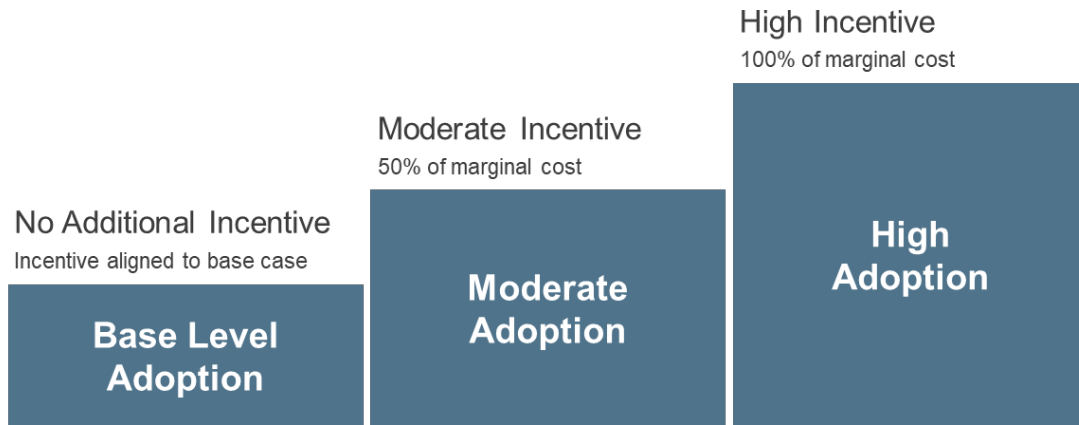 No Additional Incentive
Incentive aligned to base case
Base Level
Adoption
Moderate Incentive
50% of marginal cost
Moderate
Adoption
High Incentive
100% of marginal cost
High
Adoption